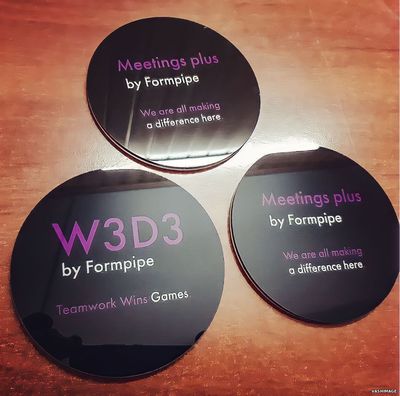 Meetings plus
by Formpipe
We are all making
a difference here
W3D3
by Formpipe
Teamwork Wins Games
Meetings plus
by Formpipe
We are all making
a difference here